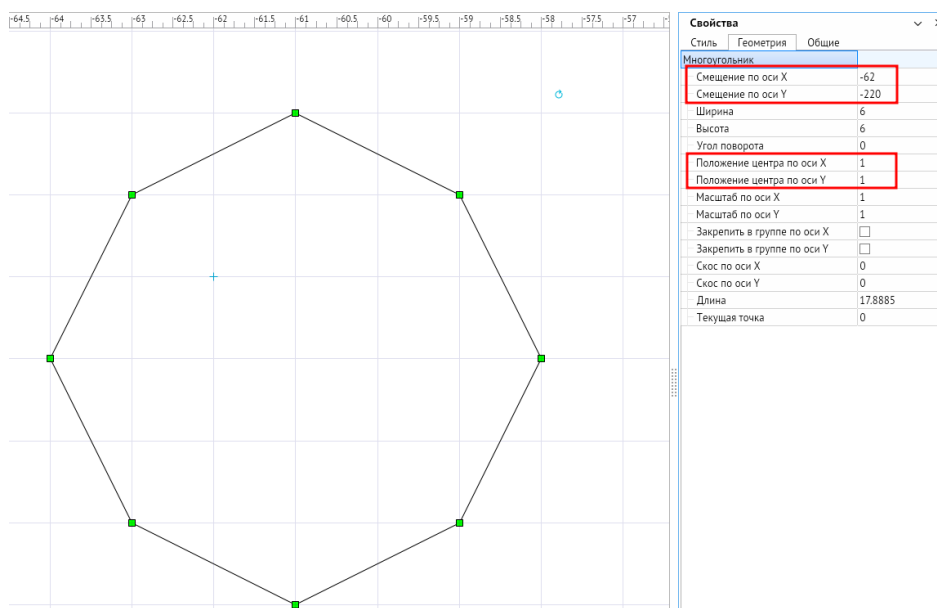 -64.5 -64 -63.5 -63 -62.5 -62 -61.5 -61 -60.5 -60 -59.5 -59 -58.5 -58 -57.5 -57
Свойства
Стиль Геометрия Общие
Многоугольник
Смещение по оси X -62
Смещение по оси Y -220
Ширина 6
Высота 6
Угол поворота 0
Положение центра по оси X 1
Положение центра по оси Y 1
Масштаб по оси X 1
Масштаб по оси Y 1
Закрепить в группе по оси X
Закрепить в группе по оси Y
Скос по оси X 0
Скос по оси Y 0
Длина 17.8885
Текущая точка 0